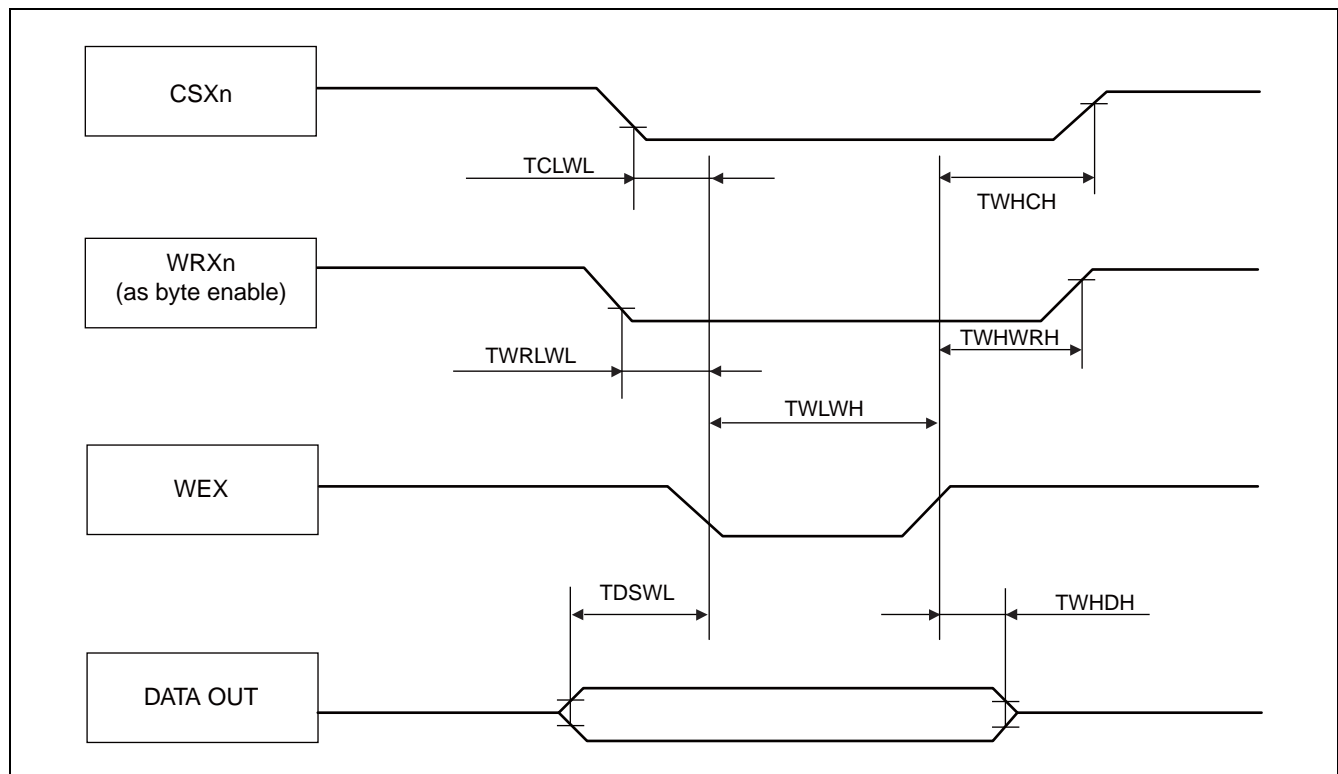 CSXn
TCLWL
TWHCH
WRXn
(as byte enable)
TWRLWL
TWHWRH
TWLWH
WEX
TDSWL
TWHDH
DATA OUT